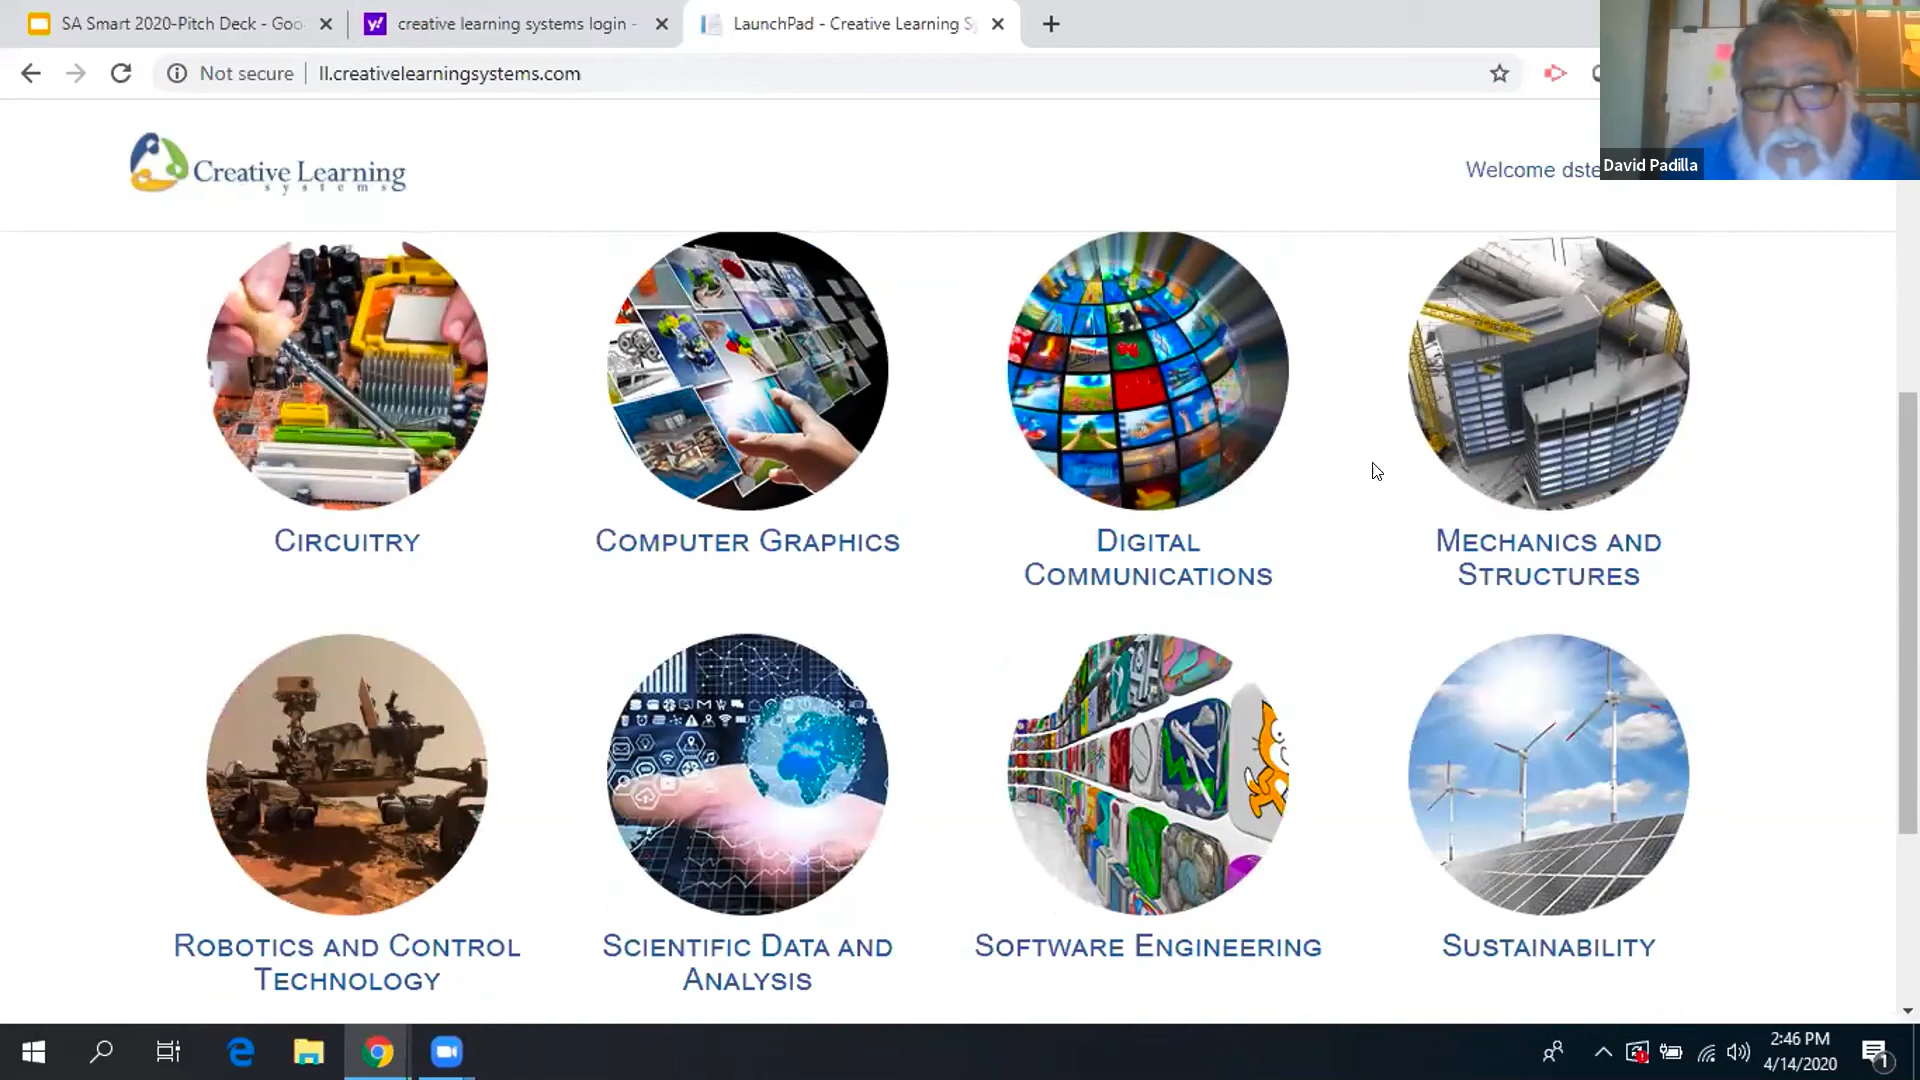 SA Smart 2020-Pitch Deck - Goo
creative learning systems login -
LaunchPad - Creative Learning Sy
Not secure
ll.creativelearningsystems.com
David Padilla
Creative Learning
systems
Welcome dste
CIRCUITRY
COMPUTER GRAPHICS
DIGITAL
COMMUNICATIONS
MECHANICS AND
STRUCTURES
ROBOTICS AND CONTROL
TECHNOLOGY
SCIENTIFIC DATA AND
ANALYSIS
SOFTWARE ENGINEERING
SUSTAINABILITY
2:46 PM
4/14/2020
1